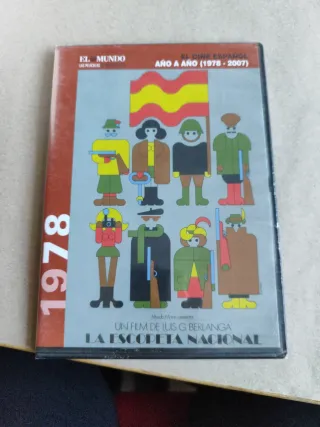 EL MUNDO
EL CINE ESPAÑOL
AÑO A AÑO (1978 - 2007)
1978
UN FILM DE LUIS G BERLANGA
LA ESCOPETA NACIONAL